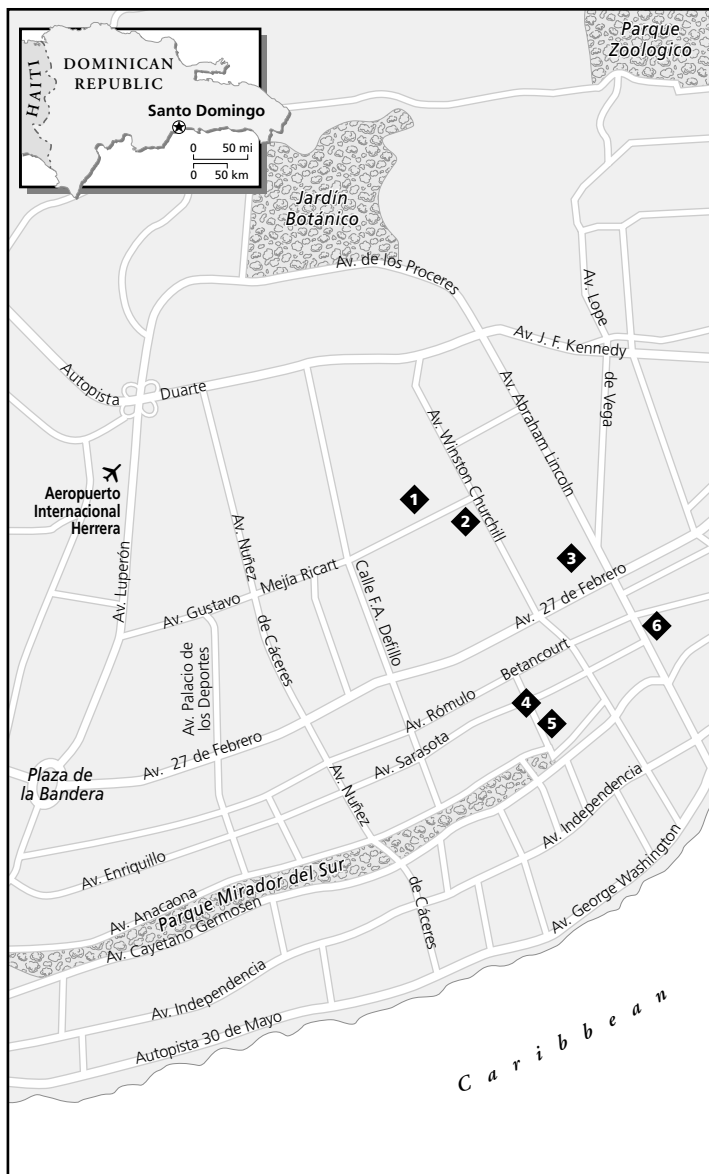 Parque
Zoologico
HAITI
DOMINICAN
REPUBLIC
Santo Domingo
0 50 mi
0 50 km
Jardín
Botánico
Av. de los Proceres
Av. Lope
de Vega
Av. J. F. Kennedy
Autopista
Duarte
Av. Abraham Lincoln
Av. Winston Churchill
Aeropuerto
Internacional
Herrera
Av. Luperón
1
2
3
Av. Nuñez
de Cáceres
Av. Gustavo
Mejía Ricart
Calle F.A. Defillo
Av. 27 de Febrero
6
Av. Palacio de
los Deportes
Av. Rómulo
Betancourt
4
5
Av. Sarasota
Av. 27 de Febrero
Plaza de
la Bandera
Av. Nuñez
de Cáceres
Av. Enriquillo
Av. Independencia
Av. Anacaona
Parque Mirador del Sur
Av. Cayetano Germosen
Av. George Washington
Av. Independencia
Autopista 30 de Mayo
Caribbean